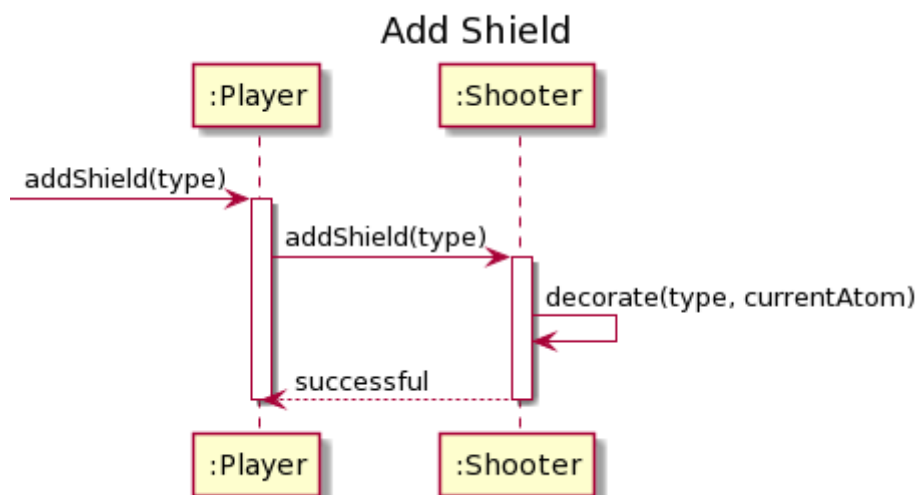 Add Shield
:Player
:Shooter
addShield(type)
addShield(type)
decorate(type, currentAtom)
successful
:Player
:Shooter